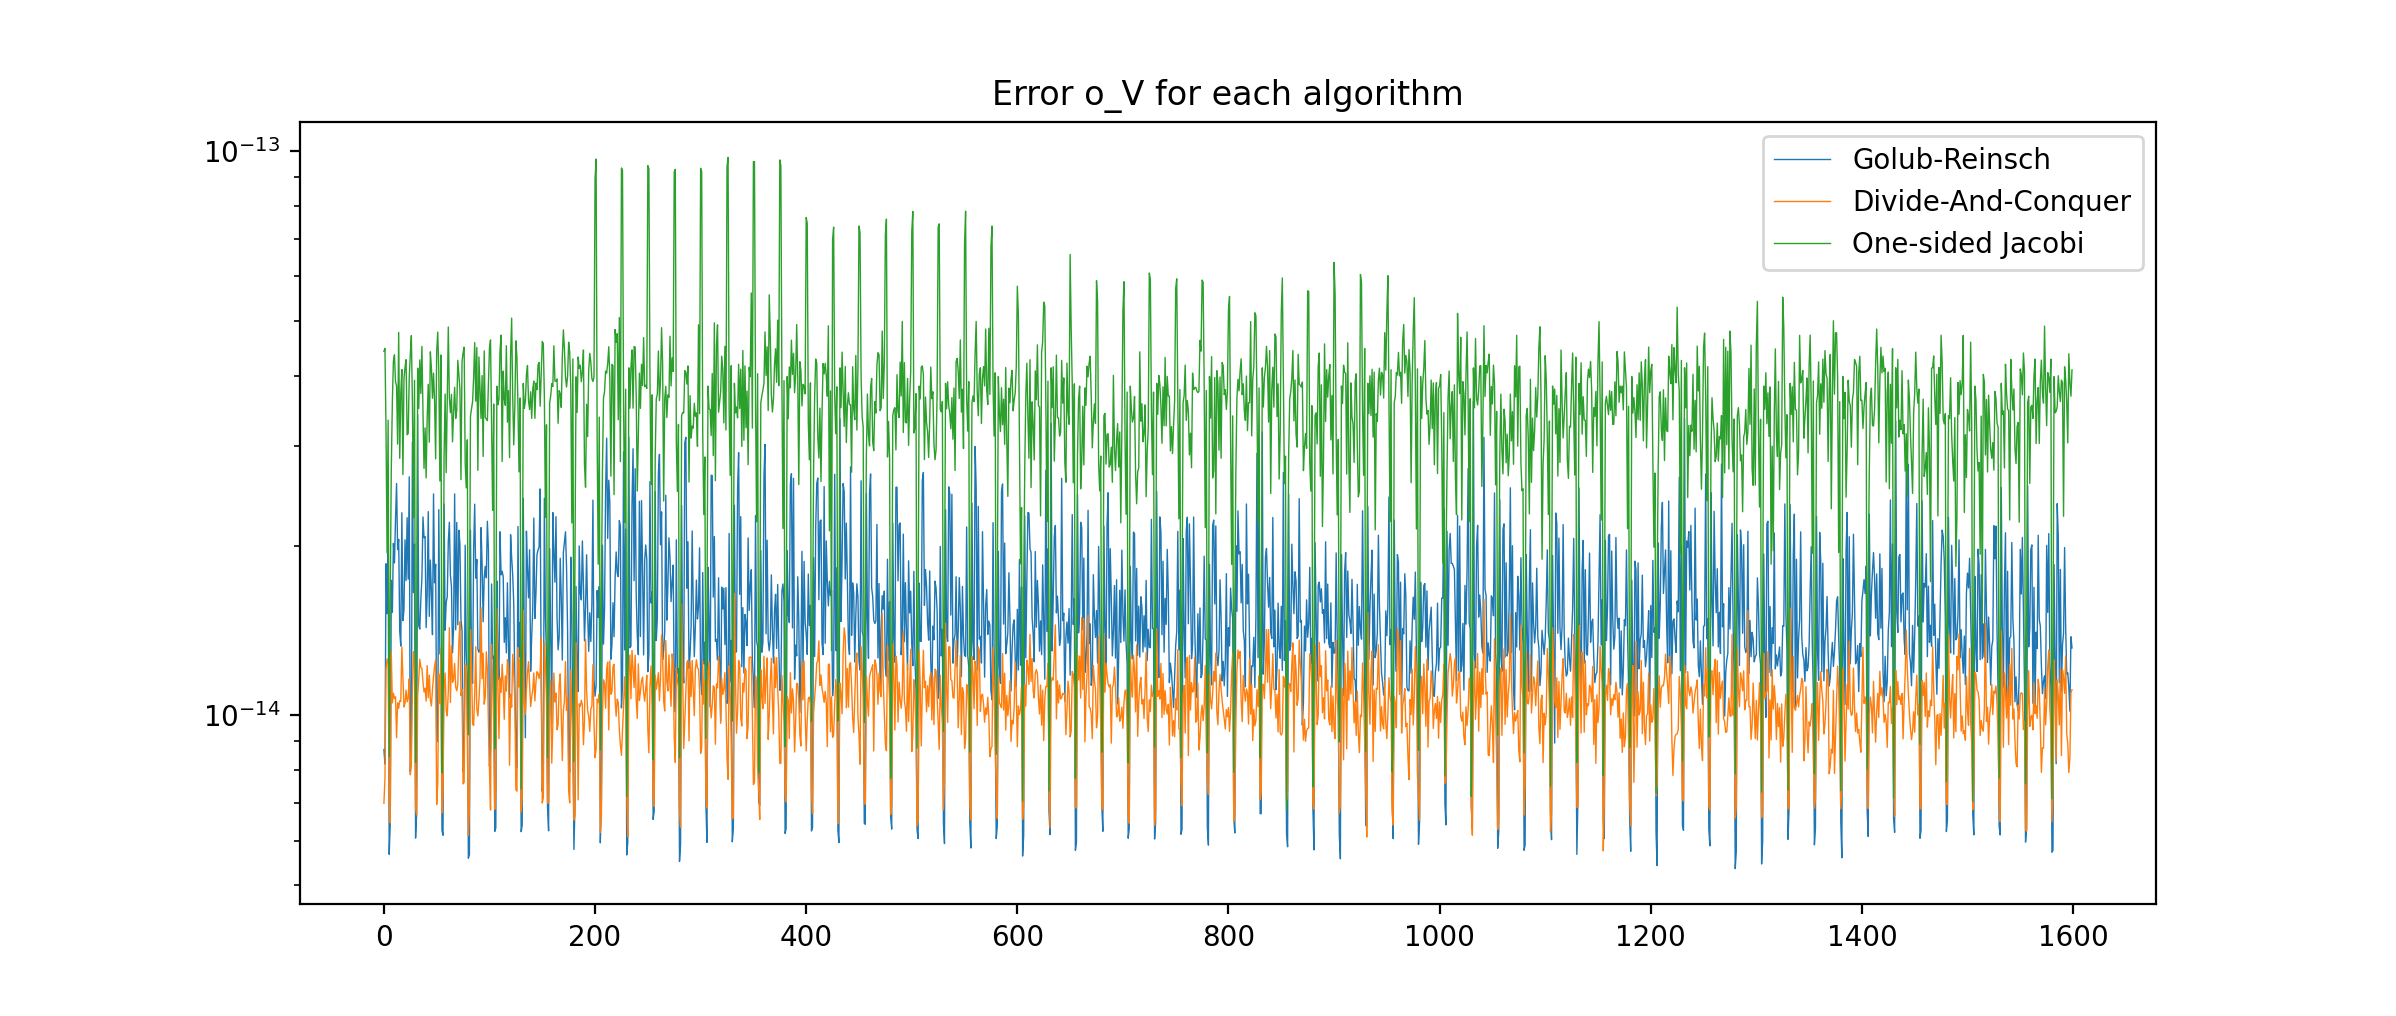 Error o_V for each algorithm
10⁻¹³
10⁻¹⁴
Golub-Reinsch
Divide-And-Conquer
One-sided Jacobi
0 200 400 600 800 1000 1200 1400 1600